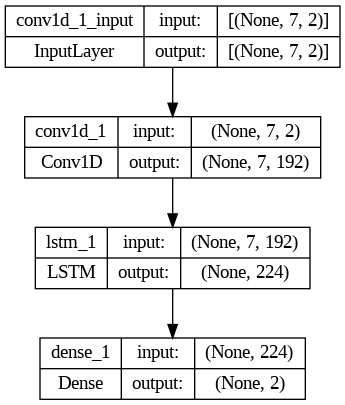 conv1d_1_input input: [(None, 7, 2)]
InputLayer output: [(None, 7, 2)]
conv1d_1 input: (None, 7, 2)
Conv1D output: (None, 7, 192)
lstm_1 input: (None, 7, 192)
LSTM output: (None, 224)
dense_1 input: (None, 224)
Dense output: (None, 2)